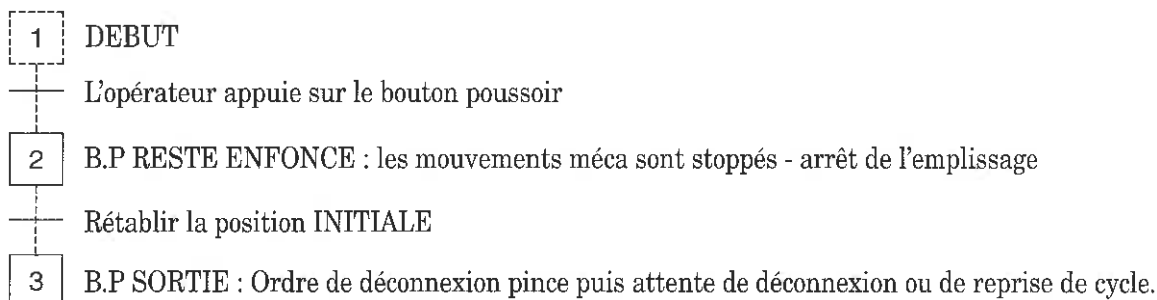 1 DEBUT
L'opérateur appuie sur le bouton poussoir
2 B.P RESTE ENFONCE : les mouvements méca sont stoppés - arrêt de l'emplissage
Rétablir la position INITIALE
3 B.P SORTIE : Ordre de déconnexion pince puis attente de déconnexion ou de reprise de cycle.